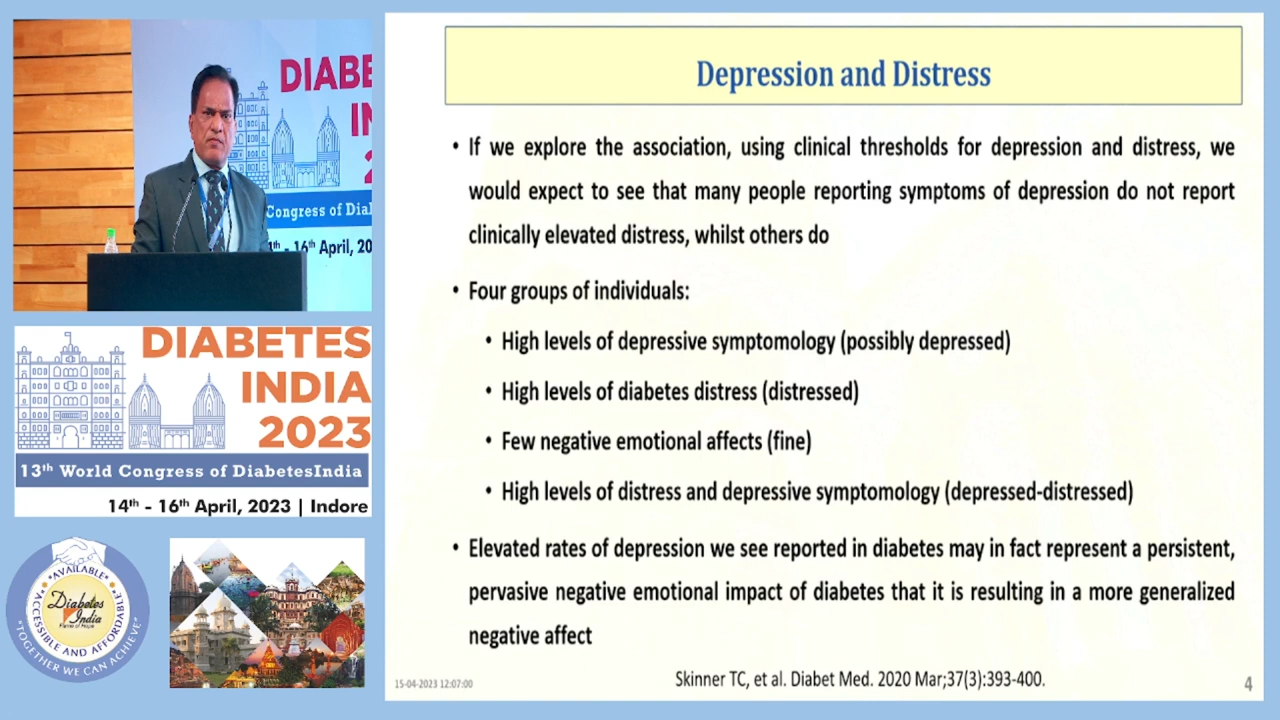 DIABE
IN
2
Congress of Dia
- 16th April, 20
DIABETES
INDIA
2023
13th World Congress of DiabetesIndia
14th - 16th April, 2023 | Indore
"AVAILABLE"
"ACCESSIBLE AND AFFORDABLE"
Diabetes
India
"TOGETHER WE CAN ACHIEVE"
Depression and Distress
• If we explore the association, using clinical thresholds for depression and distress, we
would expect to see that many people reporting symptoms of depression do not report
clinically elevated distress, whilst others do
• Four groups of individuals:
• High levels of depressive symptomology (possibly depressed)
• High levels of diabetes distress (distressed)
• Few negative emotional affects (fine)
• High levels of distress and depressive symptomology (depressed-distressed)
• Elevated rates of depression we see reported in diabetes may in fact represent a persistent,
pervasive negative emotional impact of diabetes that it is resulting in a more generalized
negative affect
Skinner TC, et al. Diabet Med. 2020 Mar;37(3):393-400.
15-04-2023 12:07:00
4